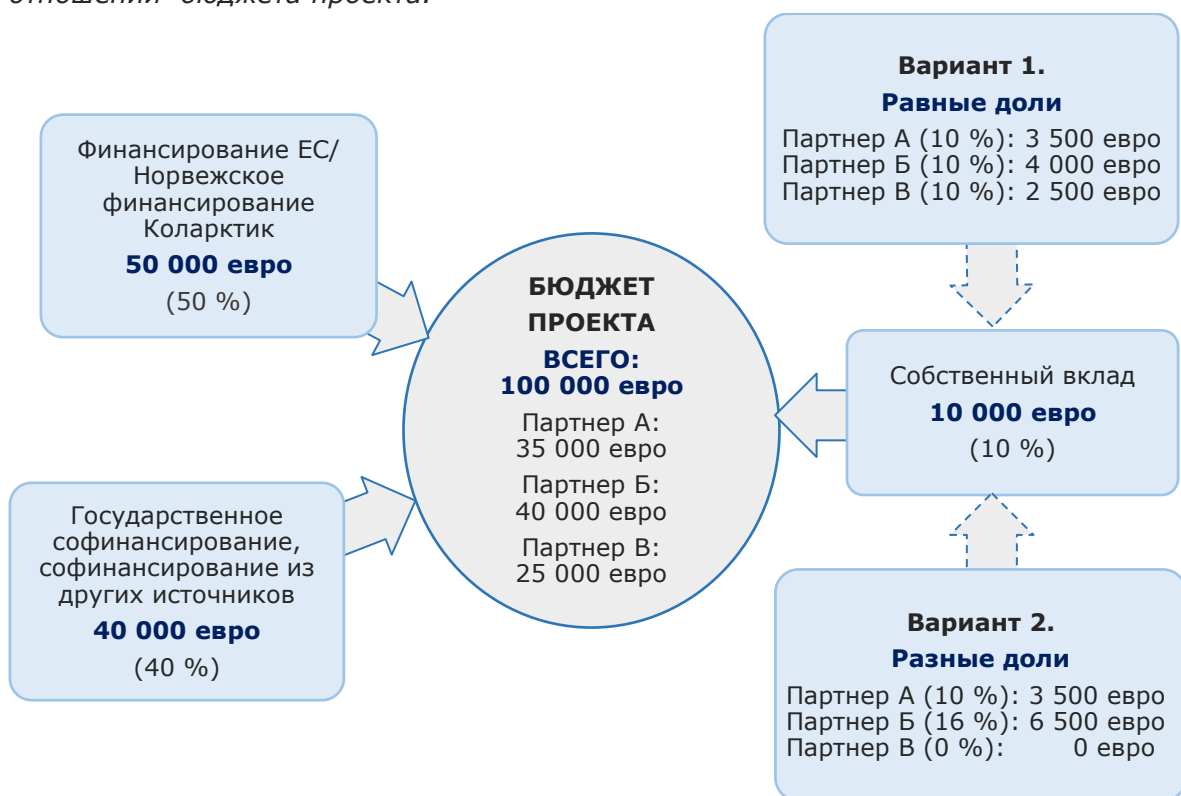 отношении бюджета проекта:
Финансирование ЕС/
Норвежское
финансирование
Коларктик
50 000 евро
(50 %)
Государственное
софинансирование,
софинансирование из
других источников
40 000 евро
(40 %)
БЮДЖЕТ
ПРОЕКТА
ВСЕГО:
100 000 евро
Партнер А:
35 000 евро
Партнер Б:
40 000 евро
Партнер В:
25 000 евро
Вариант 1.
Равные доли
Партнер А (10 %): 3 500 евро
Партнер Б (10 %): 4 000 евро
Партнер В (10 %): 2 500 евро
Собственный вклад
10 000 евро
(10 %)
Вариант 2.
Разные доли
Партнер А (10 %): 3 500 евро
Партнер Б (16 %): 6 500 евро
Партнер В (0 %): 0 евро